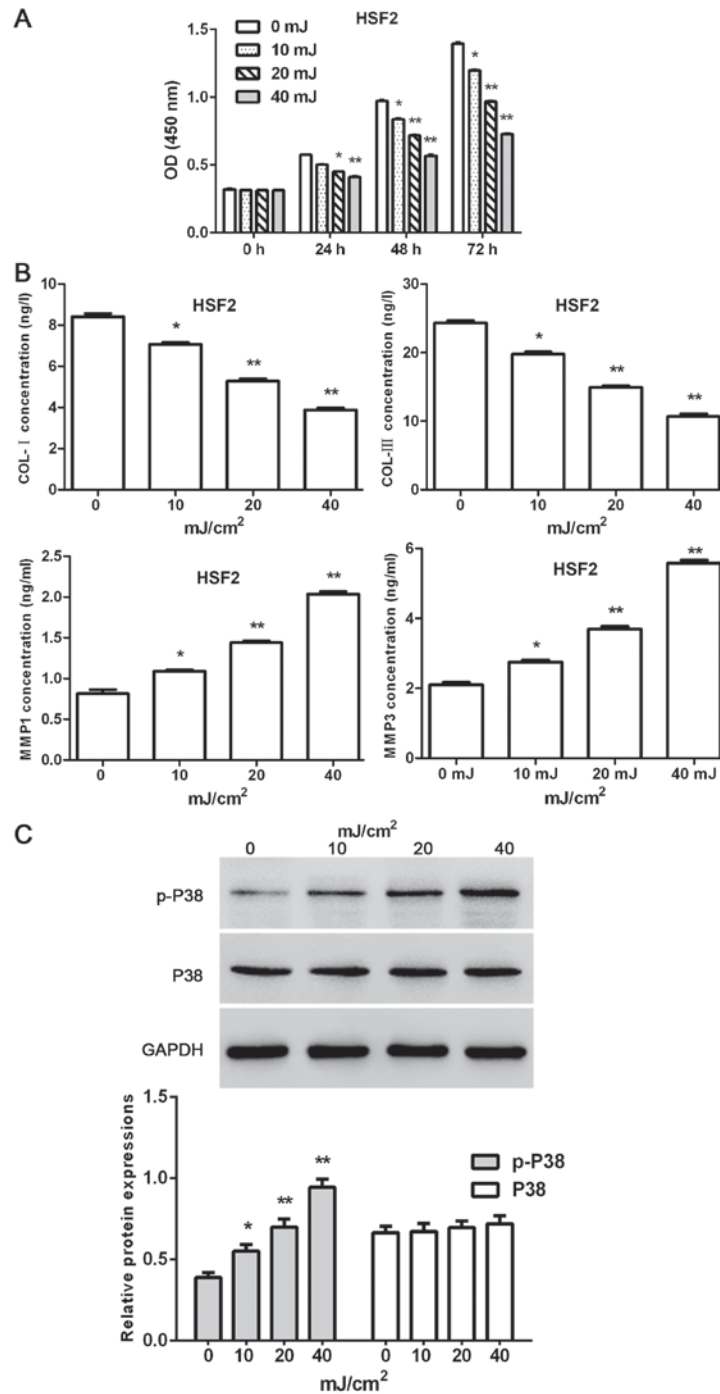 A
HSF2
0 mJ
10 mJ
20 mJ
40 mJ
OD (450 nm)
1.5
1.0
0.5
0.0
* ** *
** ** *
** ** **
0 h 24 h 48 h 72 h
B
HSF2
COL-Ⅰ concentration (ng/l)
10
8
6
4
2
0
* ** **
0 10 20 40
mJ/cm²
HSF2
COL-Ⅲ concentration (ng/l)
30
20
10
0
* ** **
0 10 20 40
mJ/cm²
HSF2
MMP1 concentration (ng/ml)
2.5
2.0
1.5
1.0
0.5
0.0
* ** **
0 10 20 40
mJ/cm²
HSF2
MMP3 concentration (ng/ml)
6
4
2
0
* ** **
0 mJ 10 mJ 20 mJ 40 mJ
mJ/cm²
C
mJ/cm²
0 10 20 40
p-P38
P38
GAPDH
Relative protein expressions
1.5
1.0
0.5
0.0
* ** **
p-P38
P38
0 10 20 40 0 10 20 40
mJ/cm²